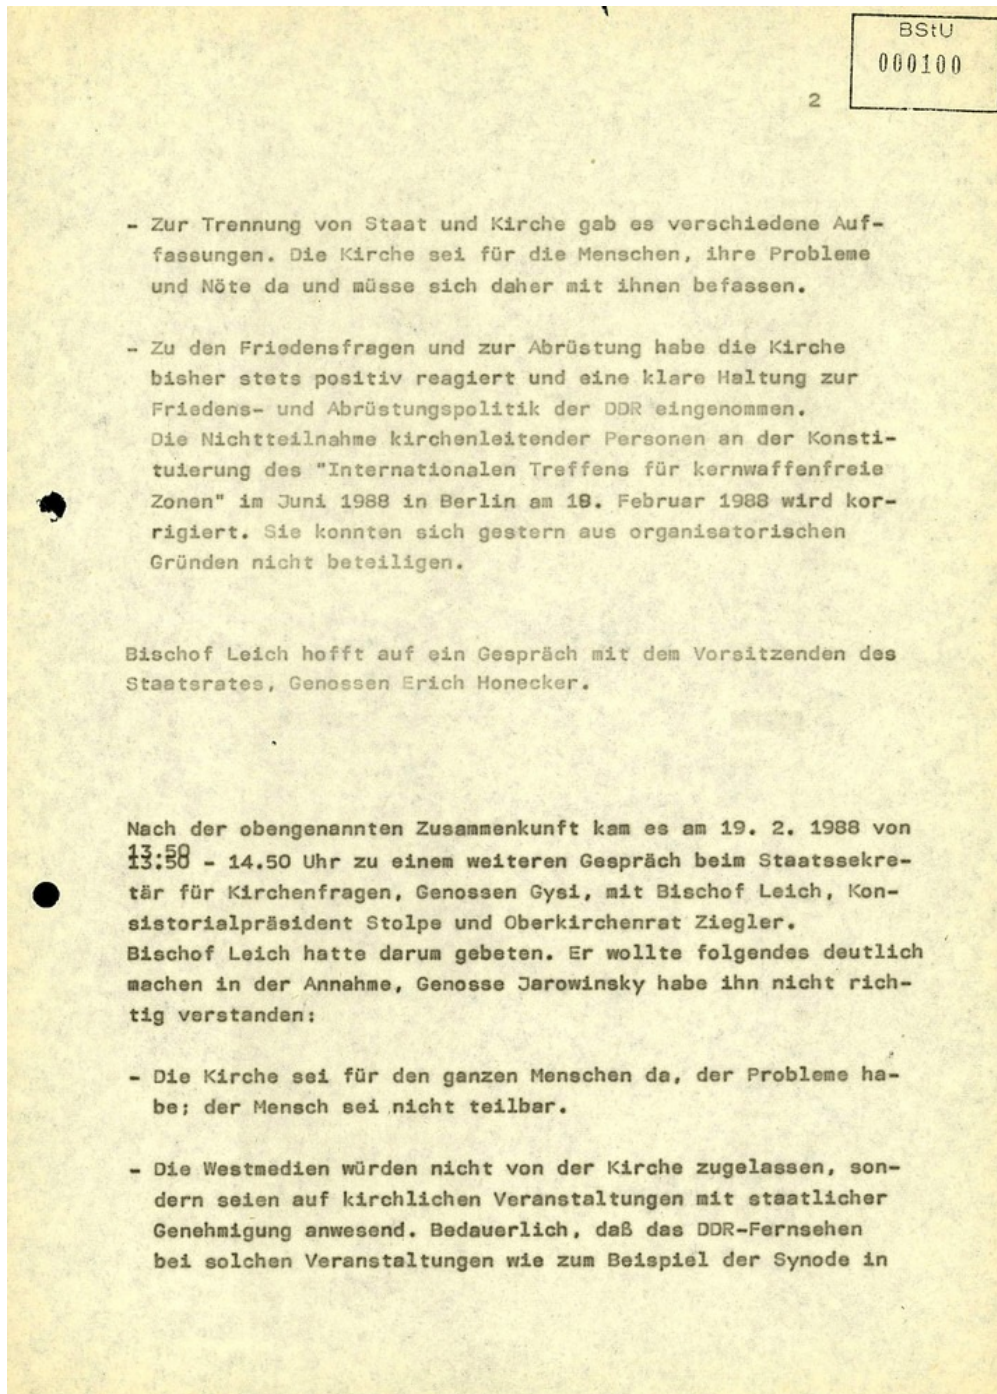 BStU
000100
2
- Zur Trennung von Staat und Kirche gab es verschiedene Auf-
fassungen. Die Kirche sei für die Menschen, ihre Probleme
und Nöte da und müsse sich daher mit ihnen befassen.
- Zu den Friedensfragen und zur Abrüstung habe die Kirche
bisher stets positiv reagiert und eine klare Haltung zur
Friedens- und Abrüstungspolitik der DDR eingenommen.
Die Nichtteilnahme kirchenleitender Personen an der Konsti-
tuierung des "Internationalen Treffens für kernwaffenfreie
Zonen" im Juni 1988 in Berlin am 18. Februar 1988 wird kor-
rigiert. Sie konnten sich gestern aus organisatorischen
Gründen nicht beteiligen.
Bischof Leich hofft auf ein Gespräch mit dem Vorsitzenden des
Staatsrates, Genossen Erich Honecker.
Nach der obengenannten Zusammenkunft kam es am 19. 2. 1988 von
13.50 - 14.50 Uhr zu einem weiteren Gespräch beim Staatssekre-
tär für Kirchenfragen, Genossen Gysi, mit Bischof Leich, Kon-
sistorialpräsident Stolpe und Oberkirchenrat Ziegler.
Bischof Leich hatte darum gebeten. Er wollte folgendes deutlich
machen in der Annahme, Genosse Jarowinsky habe ihn nicht rich-
tig verstanden:
- Die Kirche sei für den ganzen Menschen da, der Probleme ha-
be; der Mensch sei nicht teilbar.
- Die Westmedien würden nicht von der Kirche zugelassen, son-
dern seien auf kirchlichen Veranstaltungen mit staatlicher
Genehmigung anwesend. Bedauerlich, daß das DDR-Fernsehen
bei solchen Veranstaltungen wie zum Beispiel der Synode in